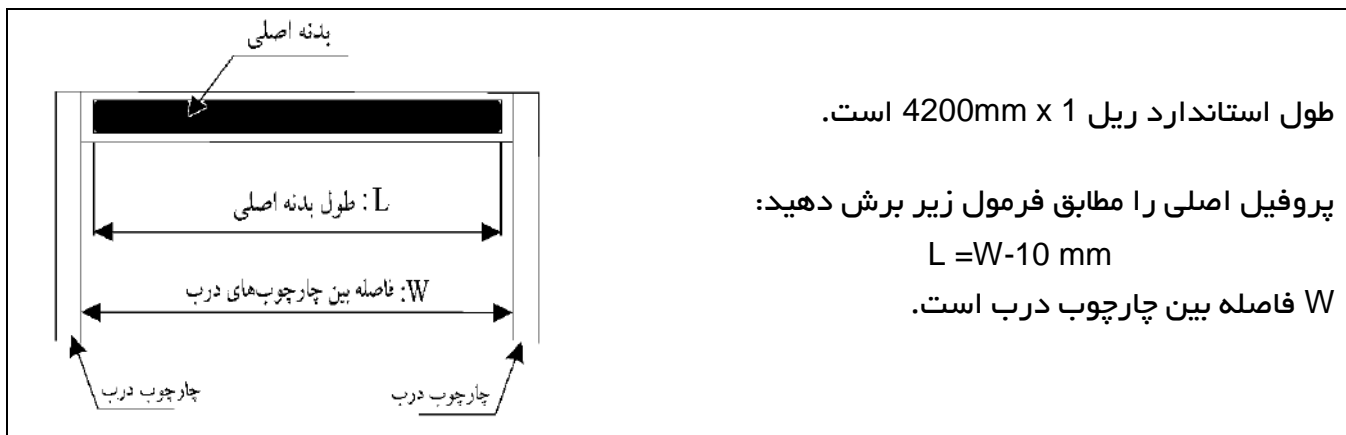 بدنه اصلی
L: طول بدنه اصلی
W: فاصله بین چارچوب‌های درب
چارچوب درب
چارچوب درب
طول استاندارد ریل 4200mm x 1 است.
پروفیل اصلی را مطابق فرمول زیر برش دهید:
L =W-10 mm
W فاصله بین چارچوب درب است.